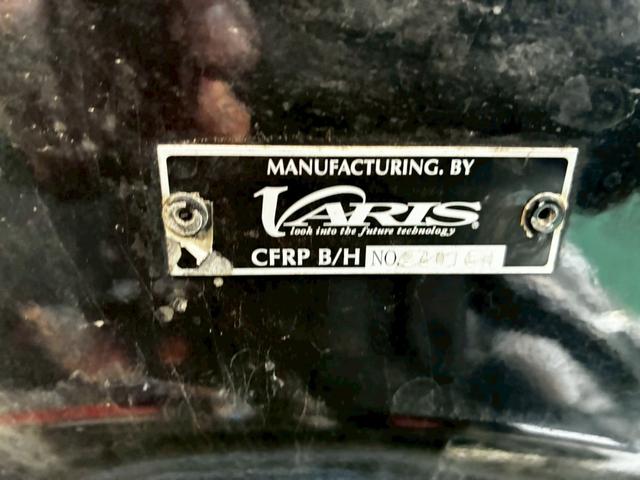 MANUFACTURING. BY
VARIS®
look into the future technology
CFRP B/H NO.